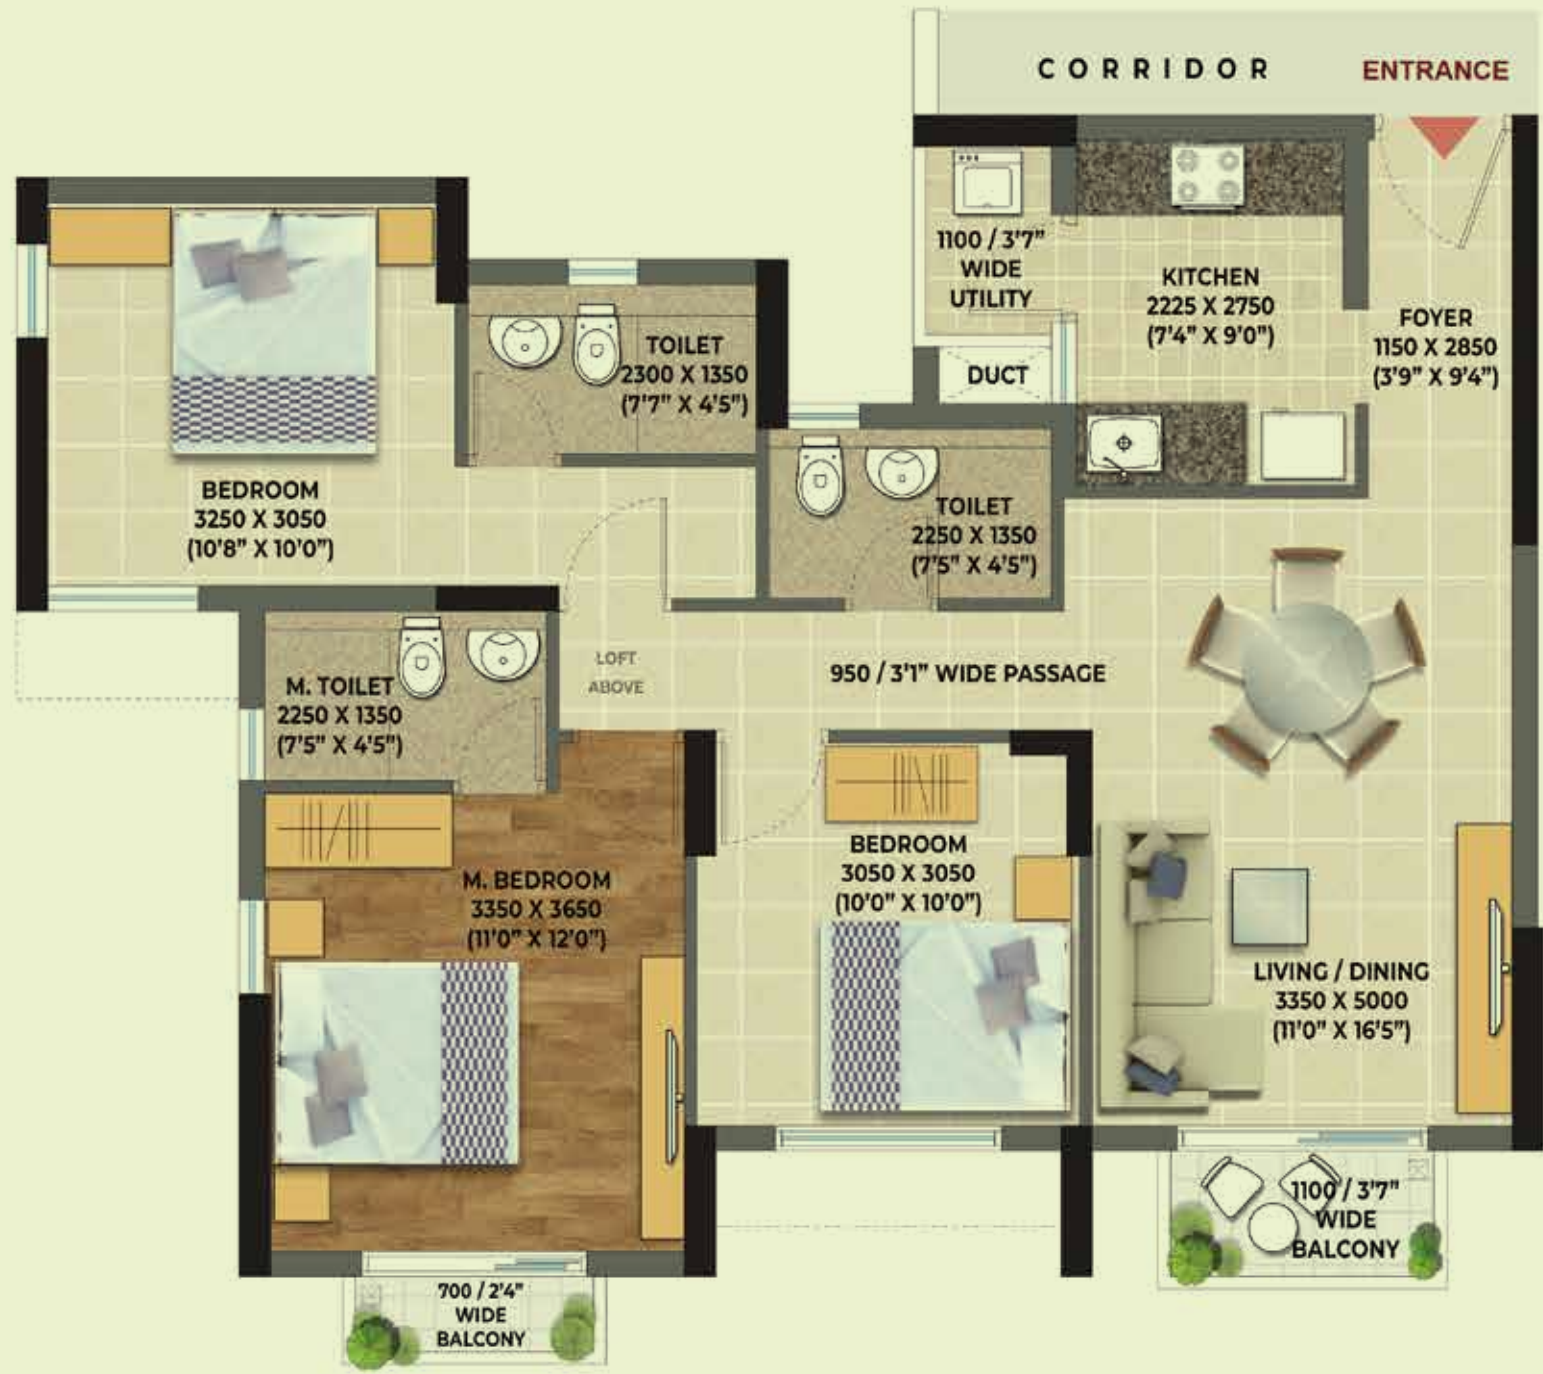 CORRIDOR
ENTRANCE
1100 / 3'7"
WIDE
UTILITY
KITCHEN
2225 X 2750
(7'4" X 9'0")
FOYER
1150 X 2850
(3'9" X 9'4")
DUCT
TOILET
2300 X 1350
(7'7" X 4'5")
BEDROOM
3250 X 3050
(10'8" X 10'0")
TOILET
2250 X 1350
(7'5" X 4'5")
LOFT
ABOVE
950 / 3'1" WIDE PASSAGE
M. TOILET
2250 X 1350
(7'5" X 4'5")
M. BEDROOM
3350 X 3650
(11'0" X 12'0")
BEDROOM
3050 X 3050
(10'0" X 10'0")
LIVING / DINING
3350 X 5000
(11'0" X 16'5")
1100 / 3'7"
WIDE
BALCONY
700 / 2'4"
WIDE
BALCONY